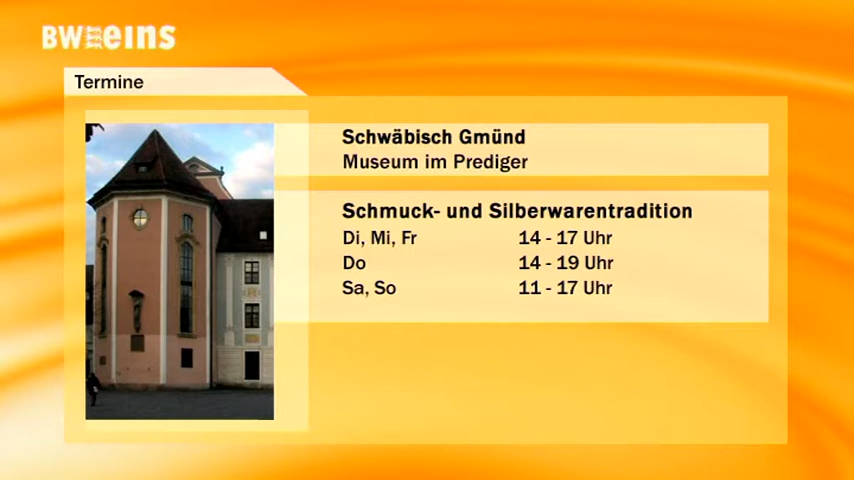 BW eins
Termine
Schwäbisch Gmünd
Museum im Prediger
Schmuck- und Silberwarentradition
Di, Mi, Fr 14 - 17 Uhr
Do 14 - 19 Uhr
Sa, So 11 - 17 Uhr